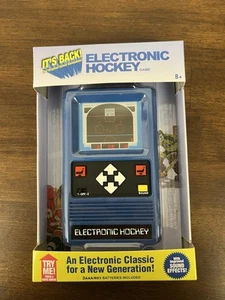 IT'S BACK!
ELECTRONIC
HOCKEY
8+
ELECTRONIC HOCKEY
TRY
ME!
An Electronic Classic
for a New Generation!
SOUND
EFFECTS!